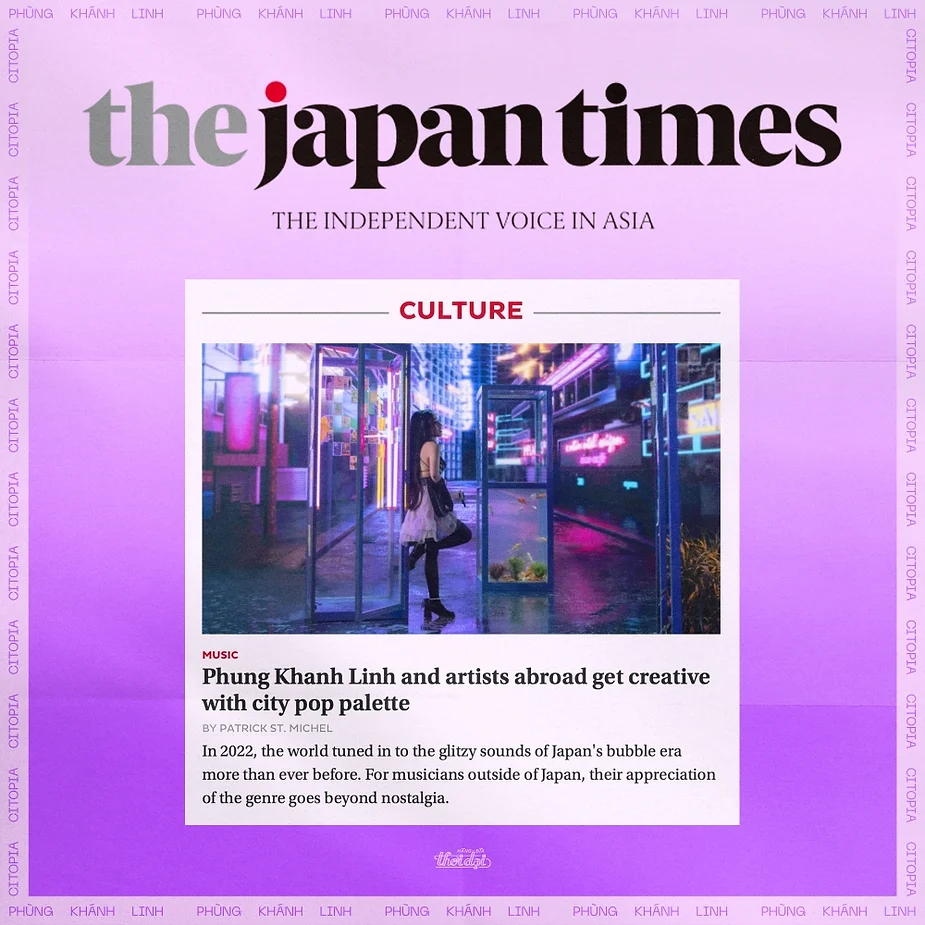 PHÙNG KHÁNH LINH PHÙNG KHÁNH LINH PHÙNG KHÁNH LINH PHÙNG KHÁNH LINH PHÙNG KHÁNH LINH
CITOPIA CITOPIA CITOPIA CITOPIA CITOPIA CITOPIA CITOPIA CITOPIA CITOPIA CITOPIA CITOPIA CITOPIA
the japan times
THE INDEPENDENT VOICE IN ASIA
CULTURE
MUSIC
Phung Khanh Linh and artists abroad get creative
with city pop palette
BY PATRICK ST. MICHEL
In 2022, the world tuned in to the glitzy sounds of Japan's bubble era
more than ever before. For musicians outside of Japan, their appreciation
of the genre goes beyond nostalgia.
thời đại
CITOPIA CITOPIA CITOPIA CITOPIA CITOPIA CITOPIA CITOPIA CITOPIA CITOPIA CITOPIA CITOPIA CITOPIA
PHÙNG KHÁNH LINH PHÙNG KHÁNH LINH PHÙNG KHÁNH LINH PHÙNG KHÁNH LINH PHÙNG KHÁNH LINH